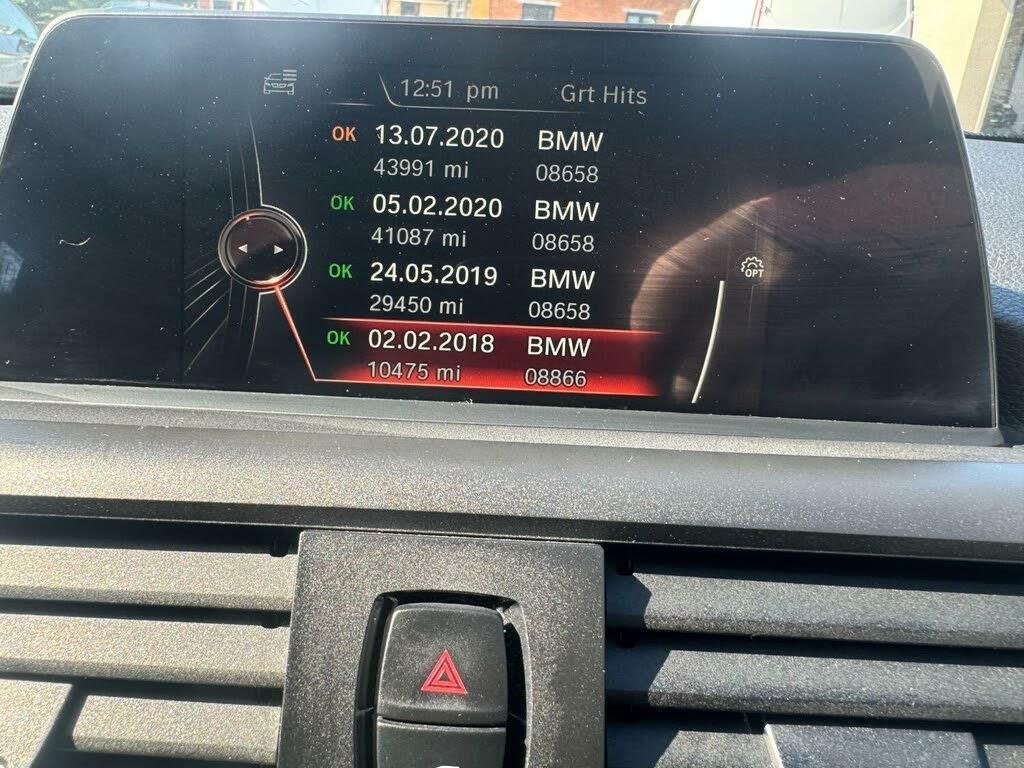 12:51 pm Grt Hits
OK 13.07.2020 BMW
43991 mi 08658
OK 05.02.2020 BMW
41087 mi 08658
OK 24.05.2019 BMW
29450 mi 08658
OPT
OK 02.02.2018 BMW
10475 mi 08866